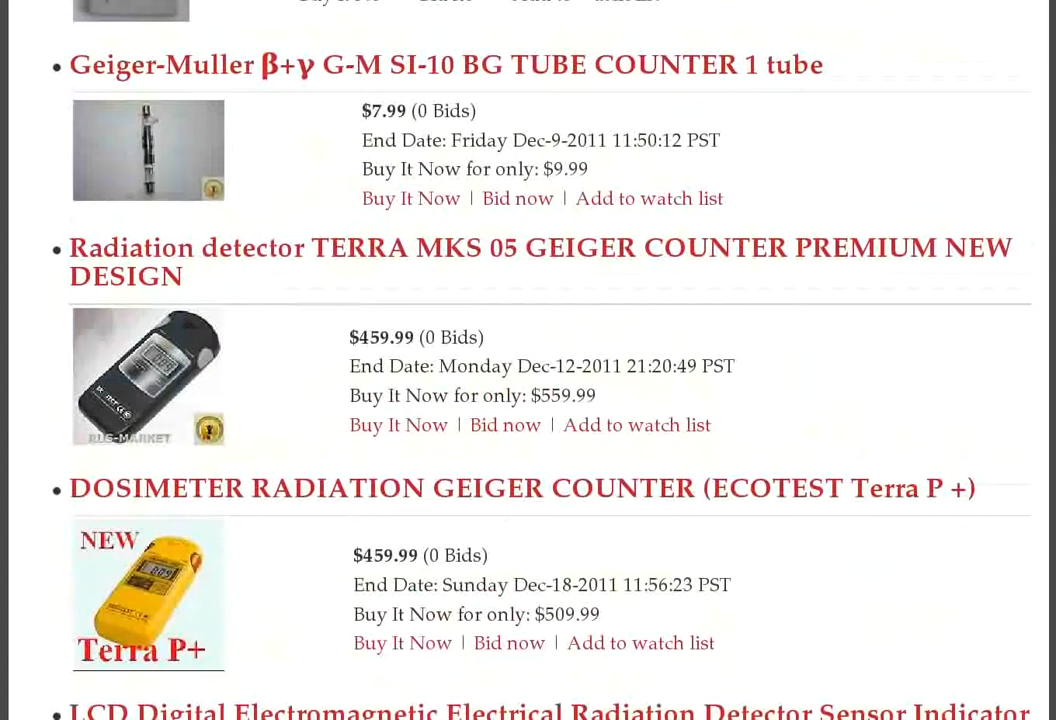 Geiger-Muller β+γ G-M SI-10 BG TUBE COUNTER 1 tube
$7.99 (0 Bids)
End Date: Friday Dec-9-2011 11:50:12 PST
Buy It Now for only: $9.99
Buy It Now | Bid now | Add to watch list
Radiation detector TERRA MKS 05 GEIGER COUNTER PREMIUM NEW
DESIGN
$459.99 (0 Bids)
End Date: Monday Dec-12-2011 21:20:49 PST
Buy It Now for only: $559.99
Buy It Now | Bid now | Add to watch list
RUS-MARKET
DOSIMETER RADIATION GEIGER COUNTER (ECOTEST Terra P +)
NEW
$459.99 (0 Bids)
End Date: Sunday Dec-18-2011 11:56:23 PST
Buy It Now for only: $509.99
Buy It Now | Bid now | Add to watch list
Terra P+
LCD Digital Electromagnetic Electrical Radiation Detector Sensor Indicator